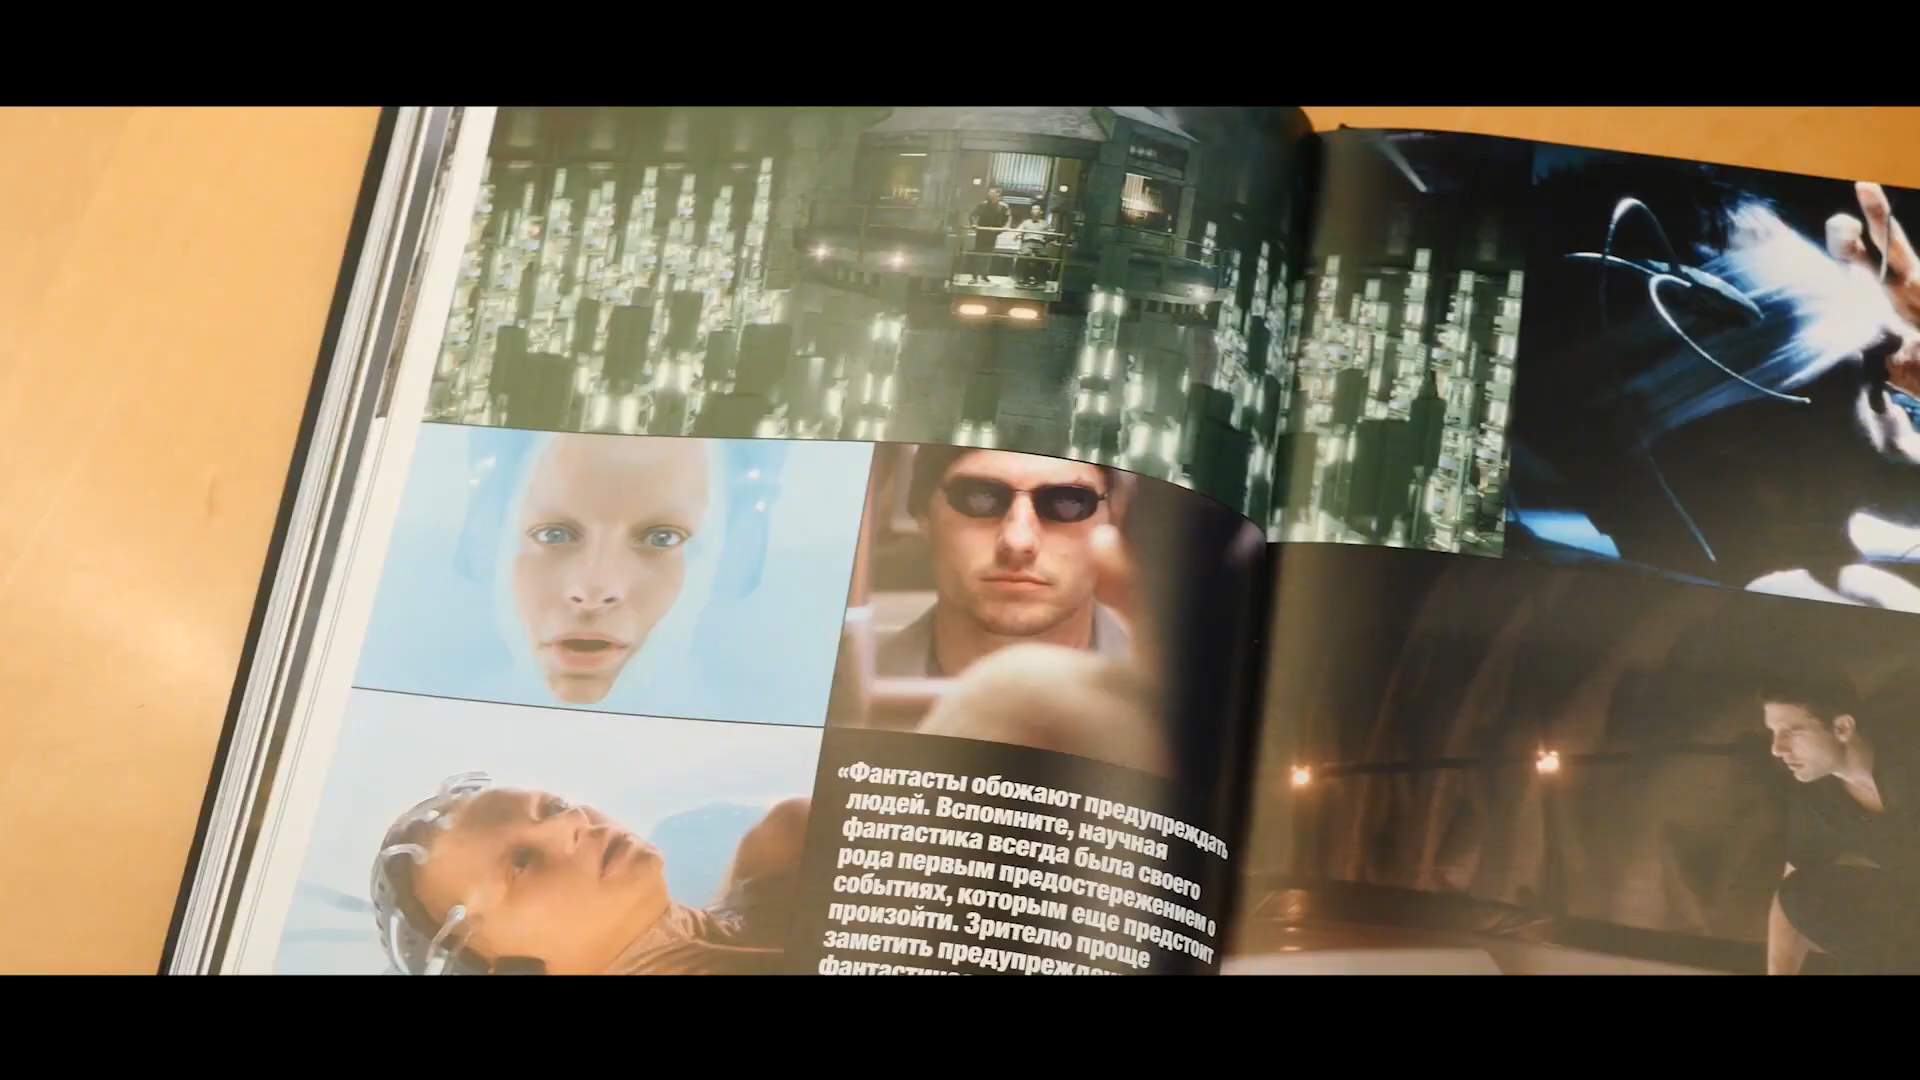 «Фантасты обожают предупреждать
людей. Вспомните, научная
фантастика всегда была своего
рода первым предостережением о
событиях, которым еще предстоит
произойти. Зрителю проще
заметить